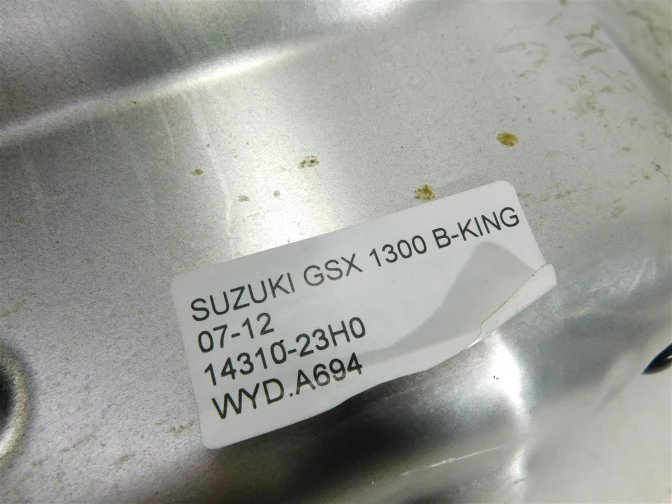 SUZUKI GSX 1300 B-KING
07-12
14310-23H0
WYD.A694